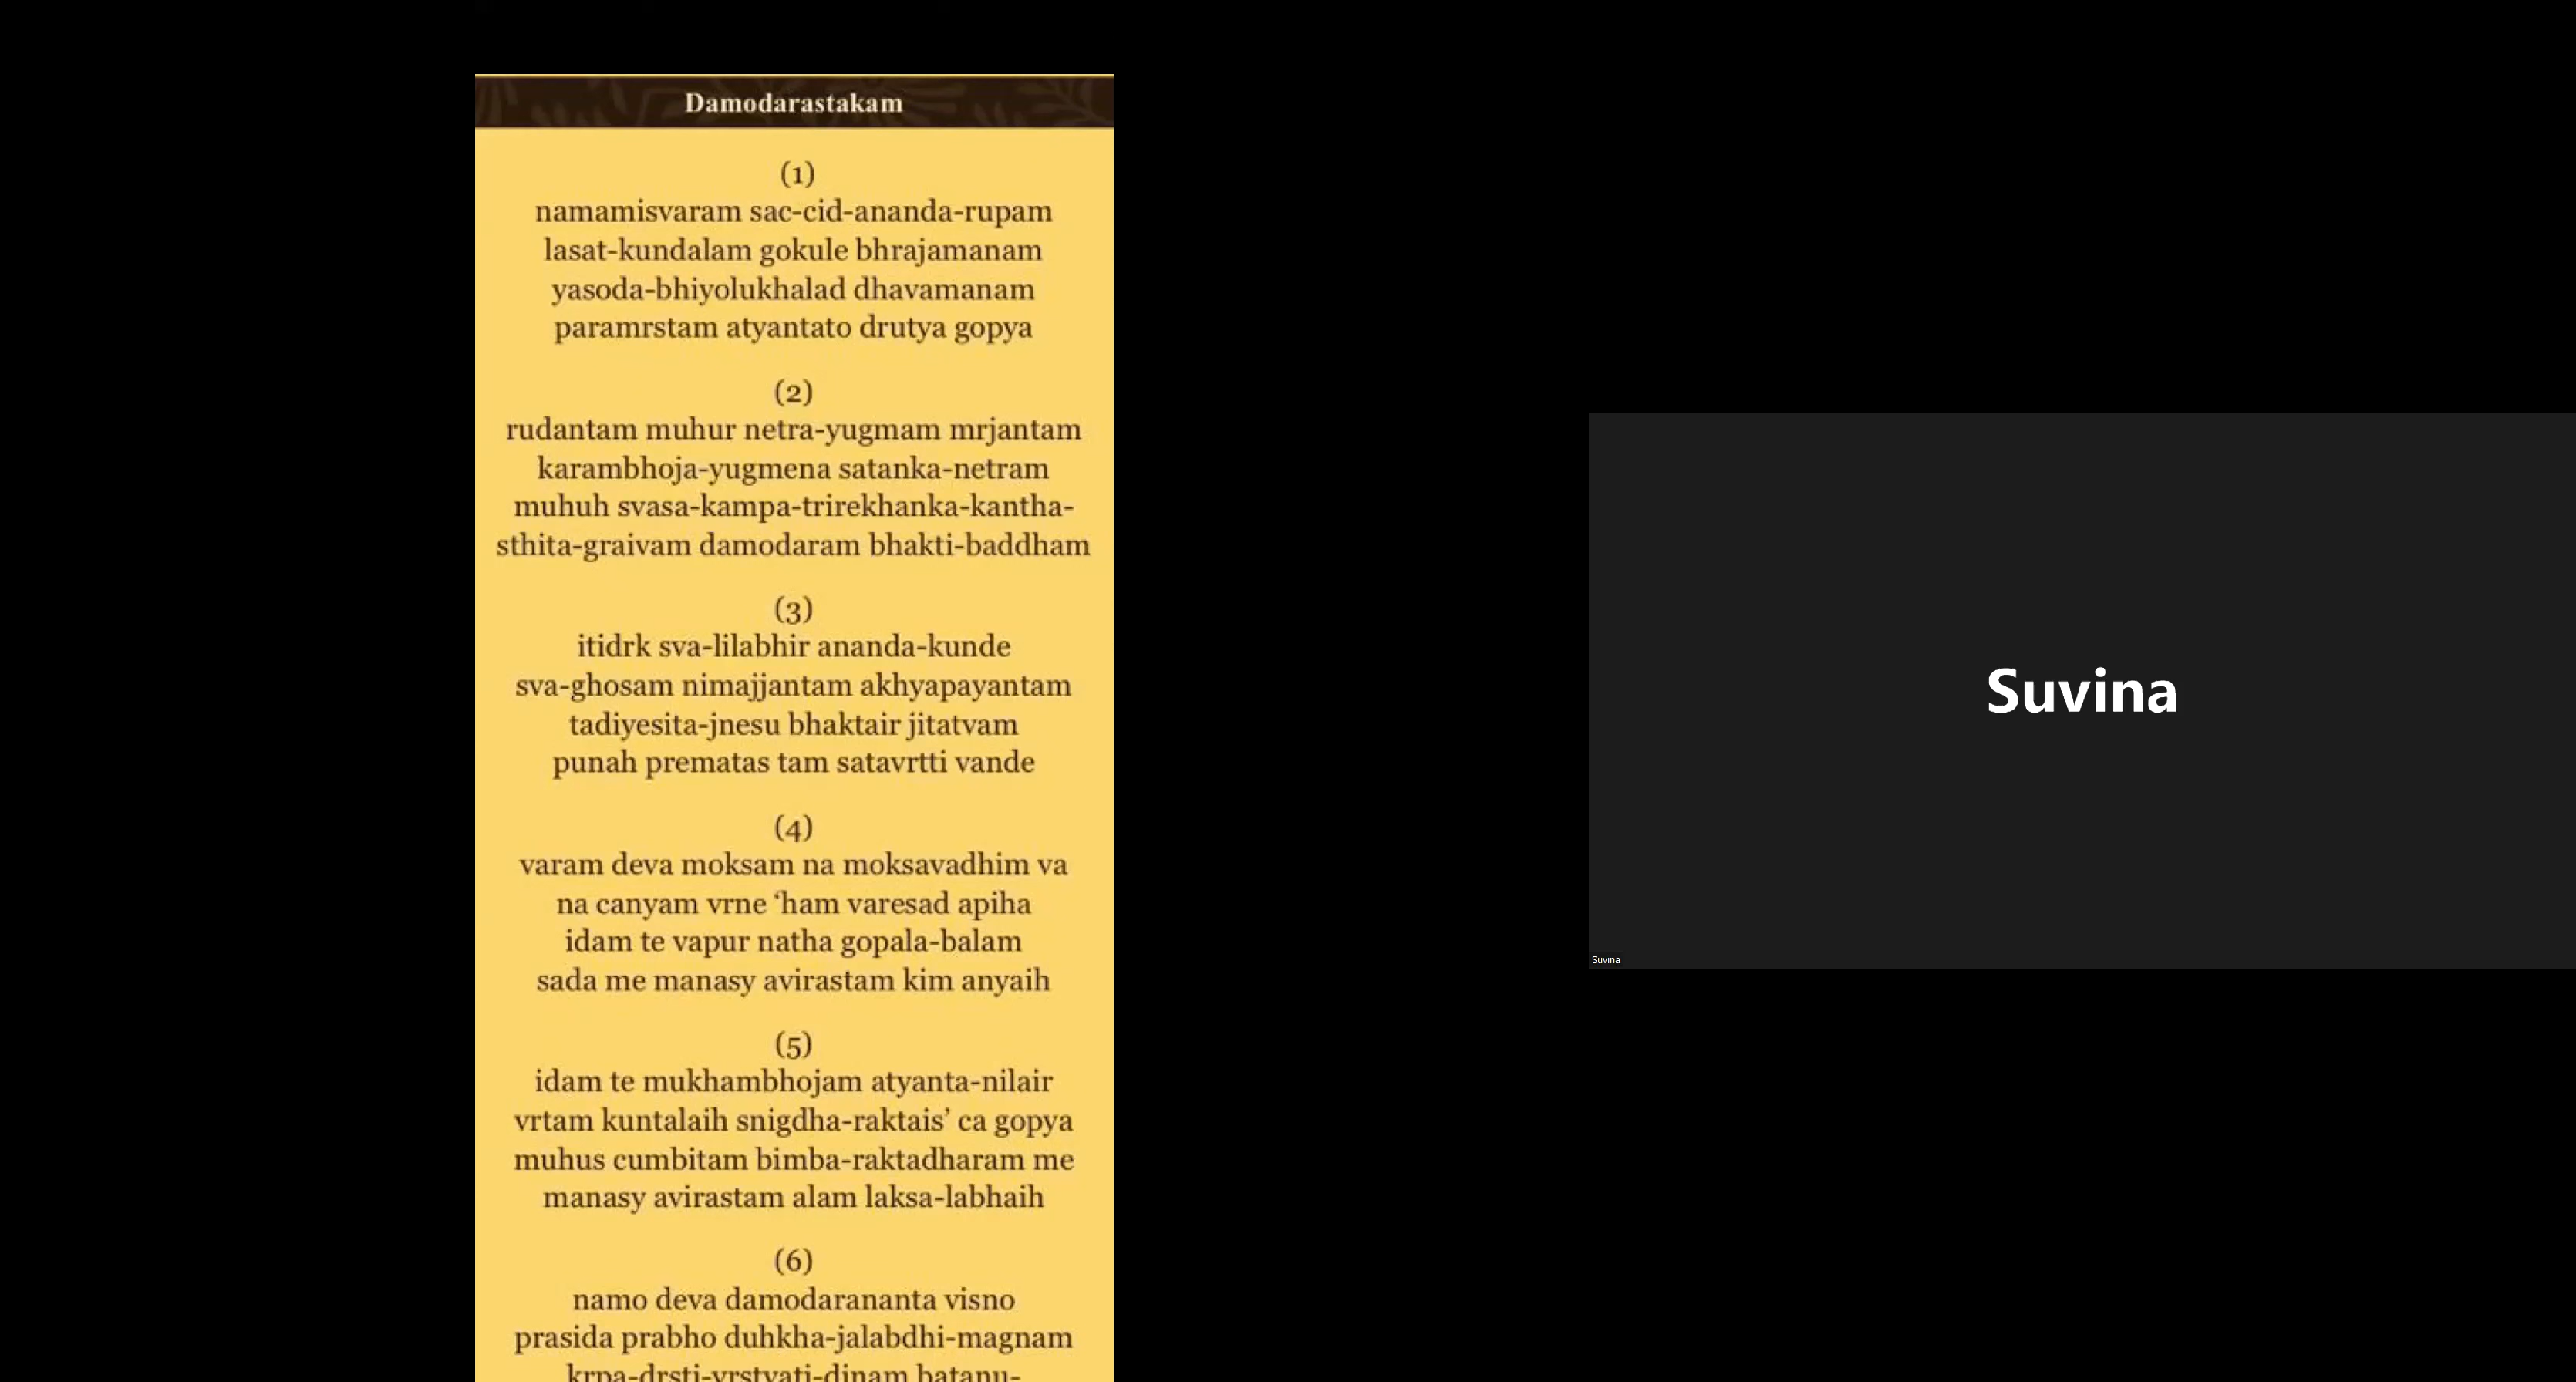 Damodarastakam
(1)
namamisvaram sac-cid-ananda-rupam
lasat-kundalam gokule bhrajamanam
yasoda-bhiyolukhalad dhavamanam
paramrstam atyantato drutya gopya
(2)
rudantam muhur netra-yugmam mrjantam
karambhoja-yugmena satanka-netram
muhuh svasa-kampa-trirekhanka-kantha-
sthita-graivam damodaram bhakti-baddham
(3)
itidrk sva-lilabhir ananda-kunde
sva-ghosam nimajjantam akhyapayantam
tadiyesita-jnesu bhaktair jitatvam
punah prematas tam satavrtti vande
(4)
varam deva moksam na moksavadhim va
na canyam vrne ‘ham varesad apiha
idam te vapur natha gopala-balam
sada me manasy avirastam kim anyaih
(5)
idam te mukhambhojam atyanta-nilair
vrtam kuntalaih snigdha-raktais’ ca gopya
muhus cumbitam bimba-raktadharam me
manasy avirastam alam laksa-labhaih
(6)
namo deva damodarananta visno
prasida prabho duhkha-jalabdhi-magnam
krpa-drsti-vrstyati-dinam batanu-
Suvina
Suvina